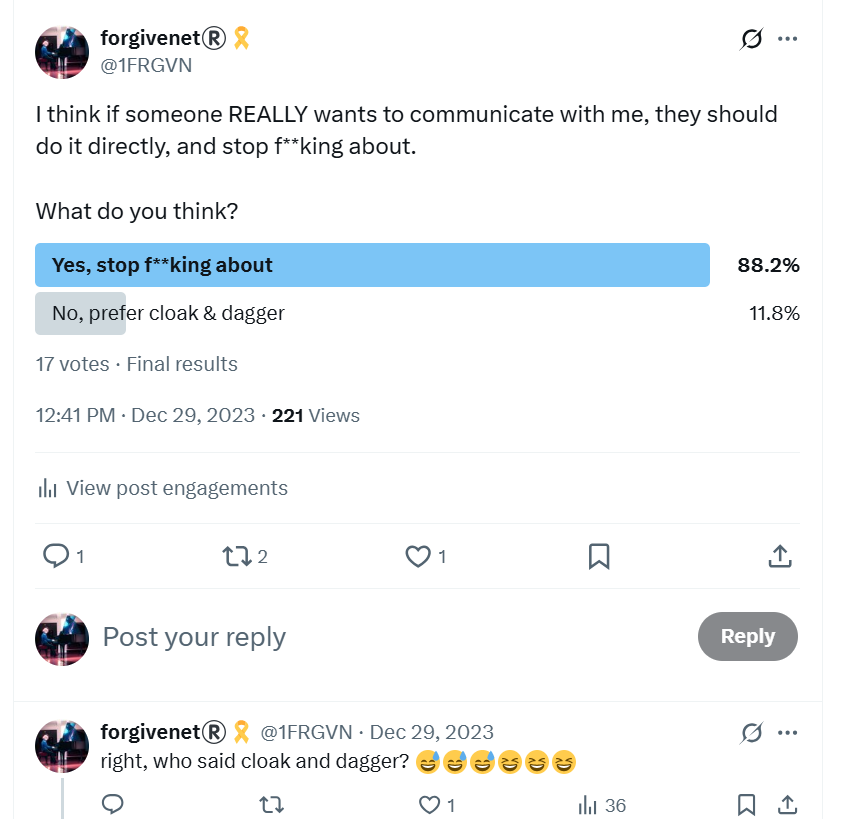 forgivenet®️🎗️
@1FRGVN
I think if someone REALLY wants to communicate with me, they should
do it directly, and stop f**king about.
What do you think?
Yes, stop f**king about 88.2%
No, prefer cloak & dagger 11.8%
17 votes · Final results
12:41 PM · Dec 29, 2023 · 221 Views
View post engagements
1 2 1
Post your reply Reply
forgivenet®️🎗️ @1FRGVN · Dec 29, 2023
right, who said cloak and dagger? 😅😅😅😆😆😆
1 36